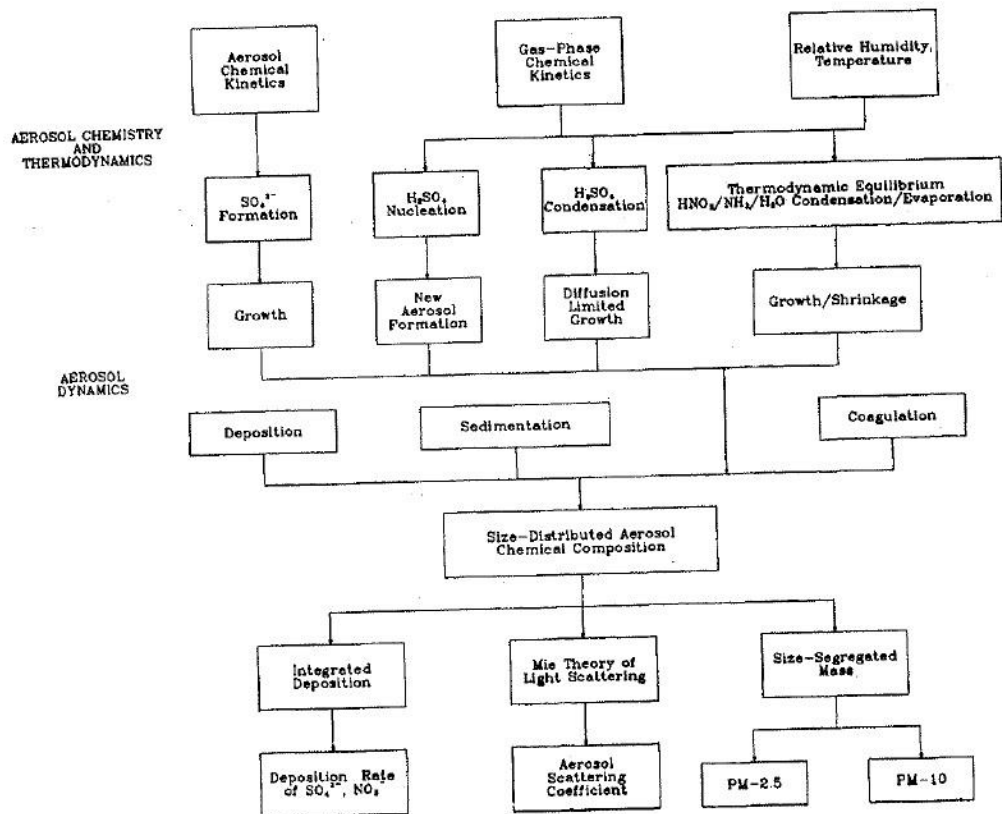 Aerosol
Chemical
Kinetics
Gas-Phase
Chemical
Kinetics
Relative Humidity,
Temperature
AEROSOL CHEMISTRY
AND
THERMODYNAMICS
SO₄²⁻
Formation
H₂SO₄
Nucleation
H₂SO₄
Condensation
Thermodynamic Equilibrium
HNO₃/NH₃/H₂O Condensation/Evaporation
Growth
New
Aerosol
Formation
Diffusion
Limited
Growth
Growth/Shrinkage
AEROSOL
DYNAMICS
Deposition
Sedimentation
Coagulation
Size-Distributed Aerosol
Chemical Composition
Integrated
Deposition
Mie Theory of
Light Scattering
Size-Segregated
Mass
Deposition Rate
of SO₄²⁻, NO₃⁻
Aerosol
Scattering
Coefficient
PM-2.5
PM-10